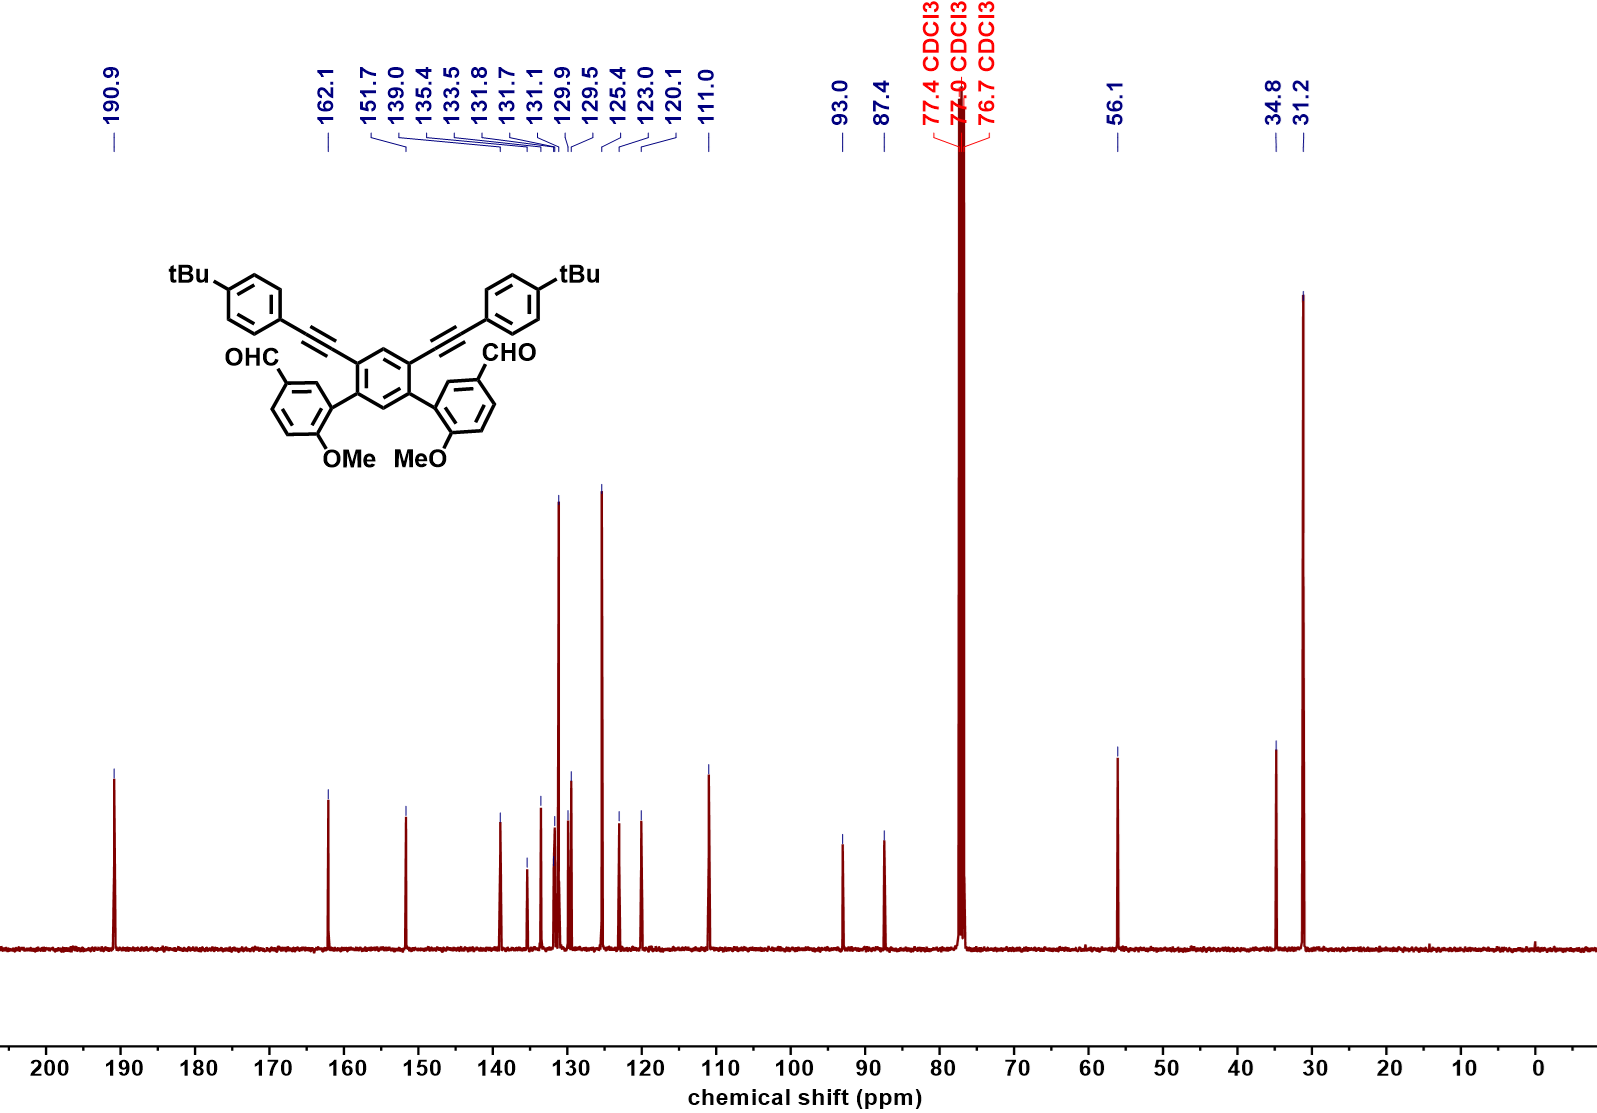 190.9
162.1
151.7
139.0
135.4
133.5
131.8
131.7
131.1
129.9
129.5
125.4
123.0
120.1
111.0
93.0
87.4
77.4 CDCl3
77.0 CDCl3
76.7 CDCl3
56.1
34.8
31.2
tBu
tBu
OHC
CHO
OMe
MeO
200 190 180 170 160 150 140 130 120 110 100 90 80 70 60 50 40 30 20 10 0
chemical shift (ppm)